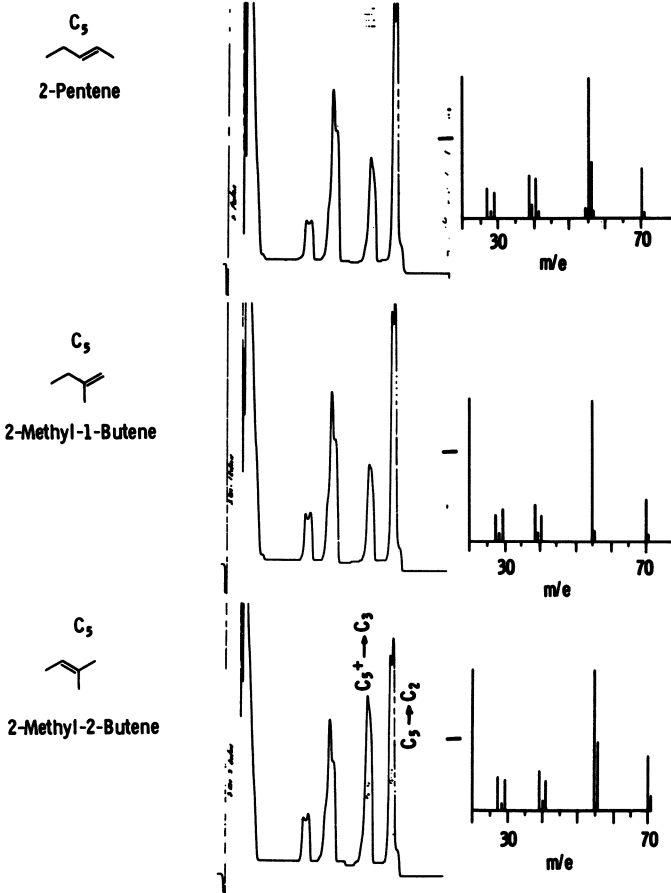 C5
2-Pentene
30 70
m/e
C5
2-Methyl-1-Butene
30 70
m/e
C5
2-Methyl-2-Butene
C5+ → C3
C5 → C2
30 70
m/e